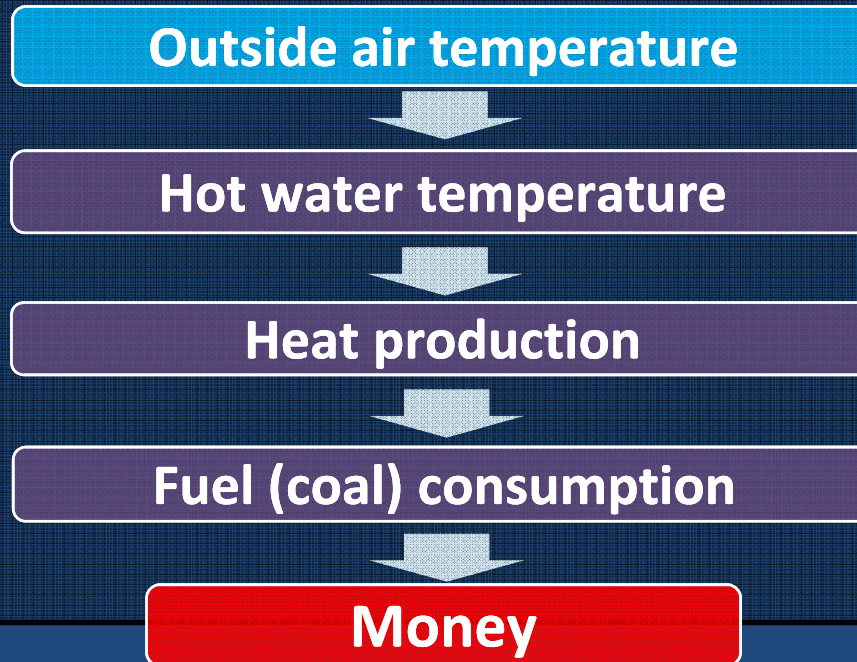 Outside air temperature
Hot water temperature
Heat production
Fuel (coal) consumption
Money